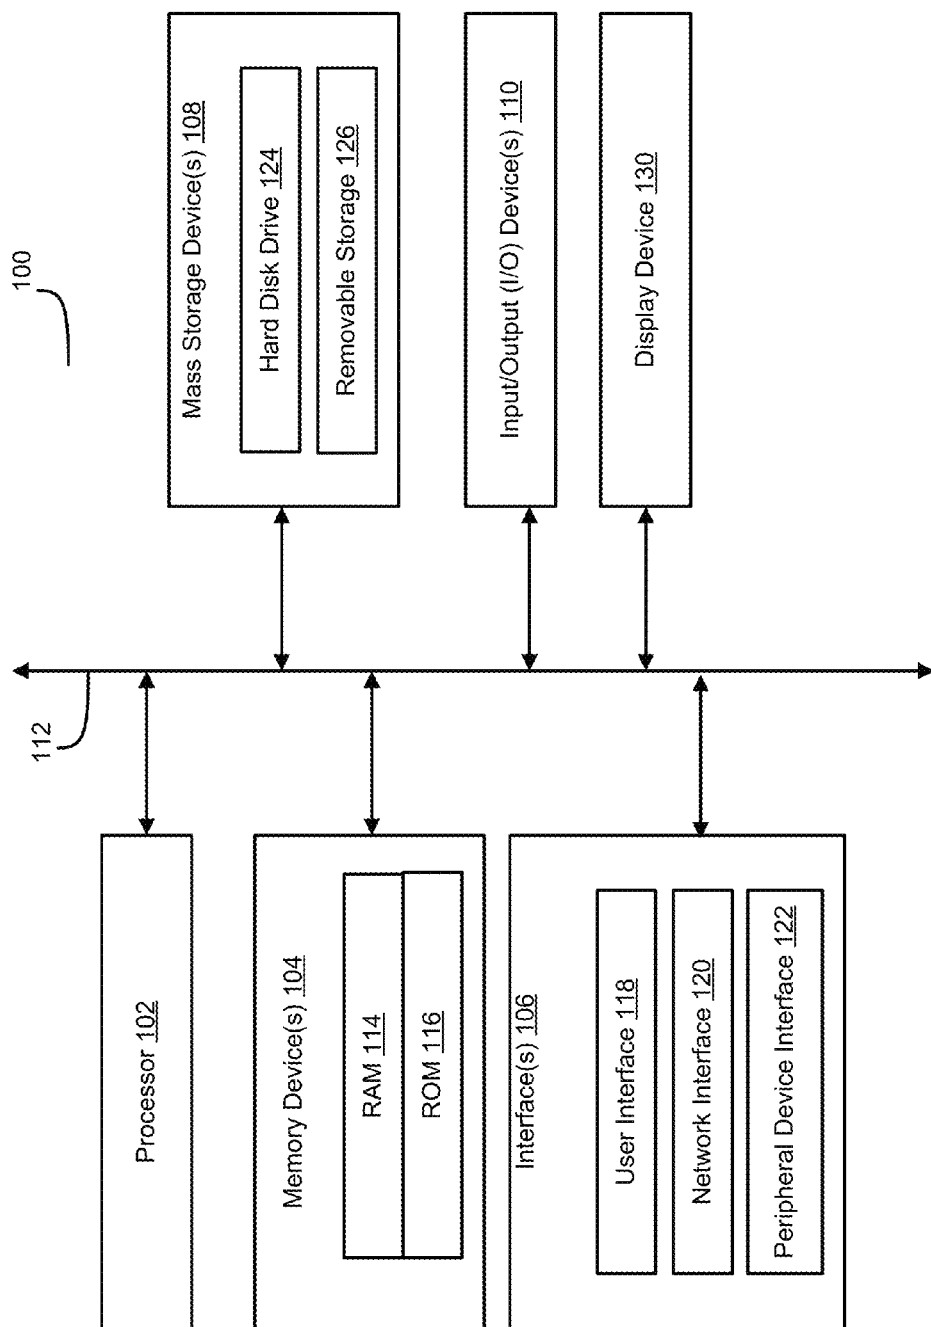 100
112
Processor 102
Memory Device(s) 104
RAM 114
ROM 116
Interface(s) 106
User Interface 118
Network Interface 120
Peripheral Device Interface 122
Mass Storage Device(s) 108
Hard Disk Drive 124
Removable Storage 126
Input/Output (I/O) Device(s) 110
Display Device 130